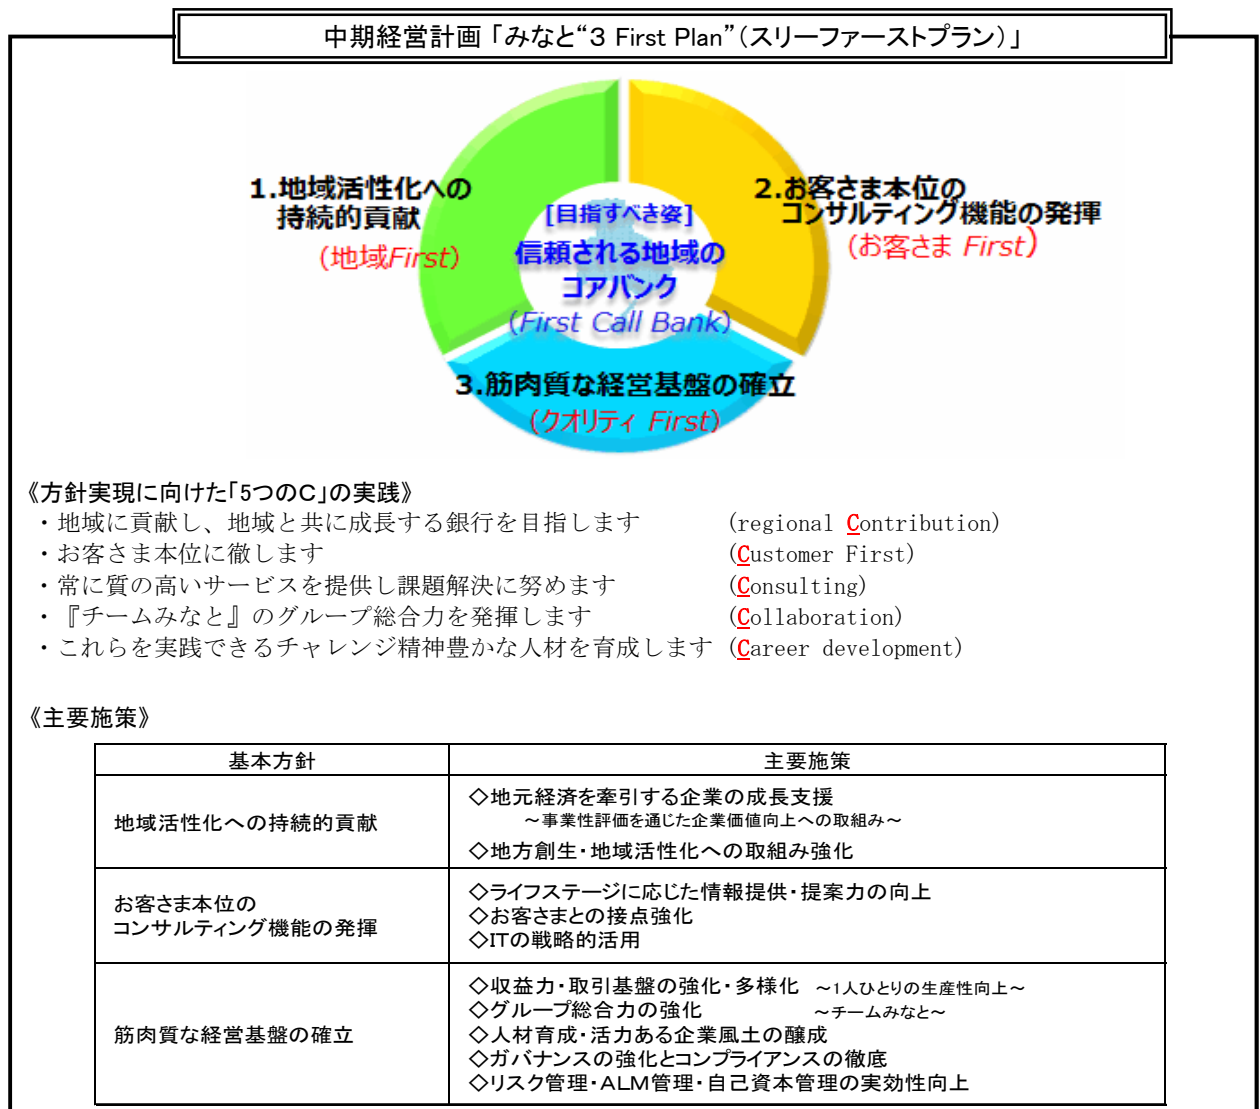 中期経営計画「みなと“3 First Plan”(スリーファーストプラン)」
1.地域活性化への
持続的貢献
(地域First)
2.お客さま本位の
コンサルティング機能の発揮
(お客さま First)
[目指すべき姿]
信頼される地域の
コアバンク
(First Call Bank)
3.筋肉質な経営基盤の確立
(クオリティ First)
《方針実現に向けた「5つのC」の実践》
・地域に貢献し、地域と共に成長する銀行を目指します (regional Contribution)
・お客さま本位に徹します (Customer First)
・常に質の高いサービスを提供し課題解決に努めます (Consulting)
・『チームみなと』のグループ総合力を発揮します (Collaboration)
・これらを実践できるチャレンジ精神豊かな人材を育成します (Career development)
《主要施策》
基本方針 主要施策
地域活性化への持続的貢献
◇地元経済を牽引する企業の成長支援
～事業性評価を通じた企業価値向上への取組み～
◇地方創生・地域活性化への取組み強化
お客さま本位の
コンサルティング機能の発揮
◇ライフステージに応じた情報提供・提案力の向上
◇お客さまとの接点強化
◇ITの戦略的活用
筋肉質な経営基盤の確立
◇収益力・取引基盤の強化・多様化 ～1人ひとりの生産性向上～
◇グループ総合力の強化 ～チームみなと～
◇人材育成・活力ある企業風土の醸成
◇ガバナンスの強化とコンプライアンスの徹底
◇リスク管理・ALM管理・自己資本管理の実効性向上